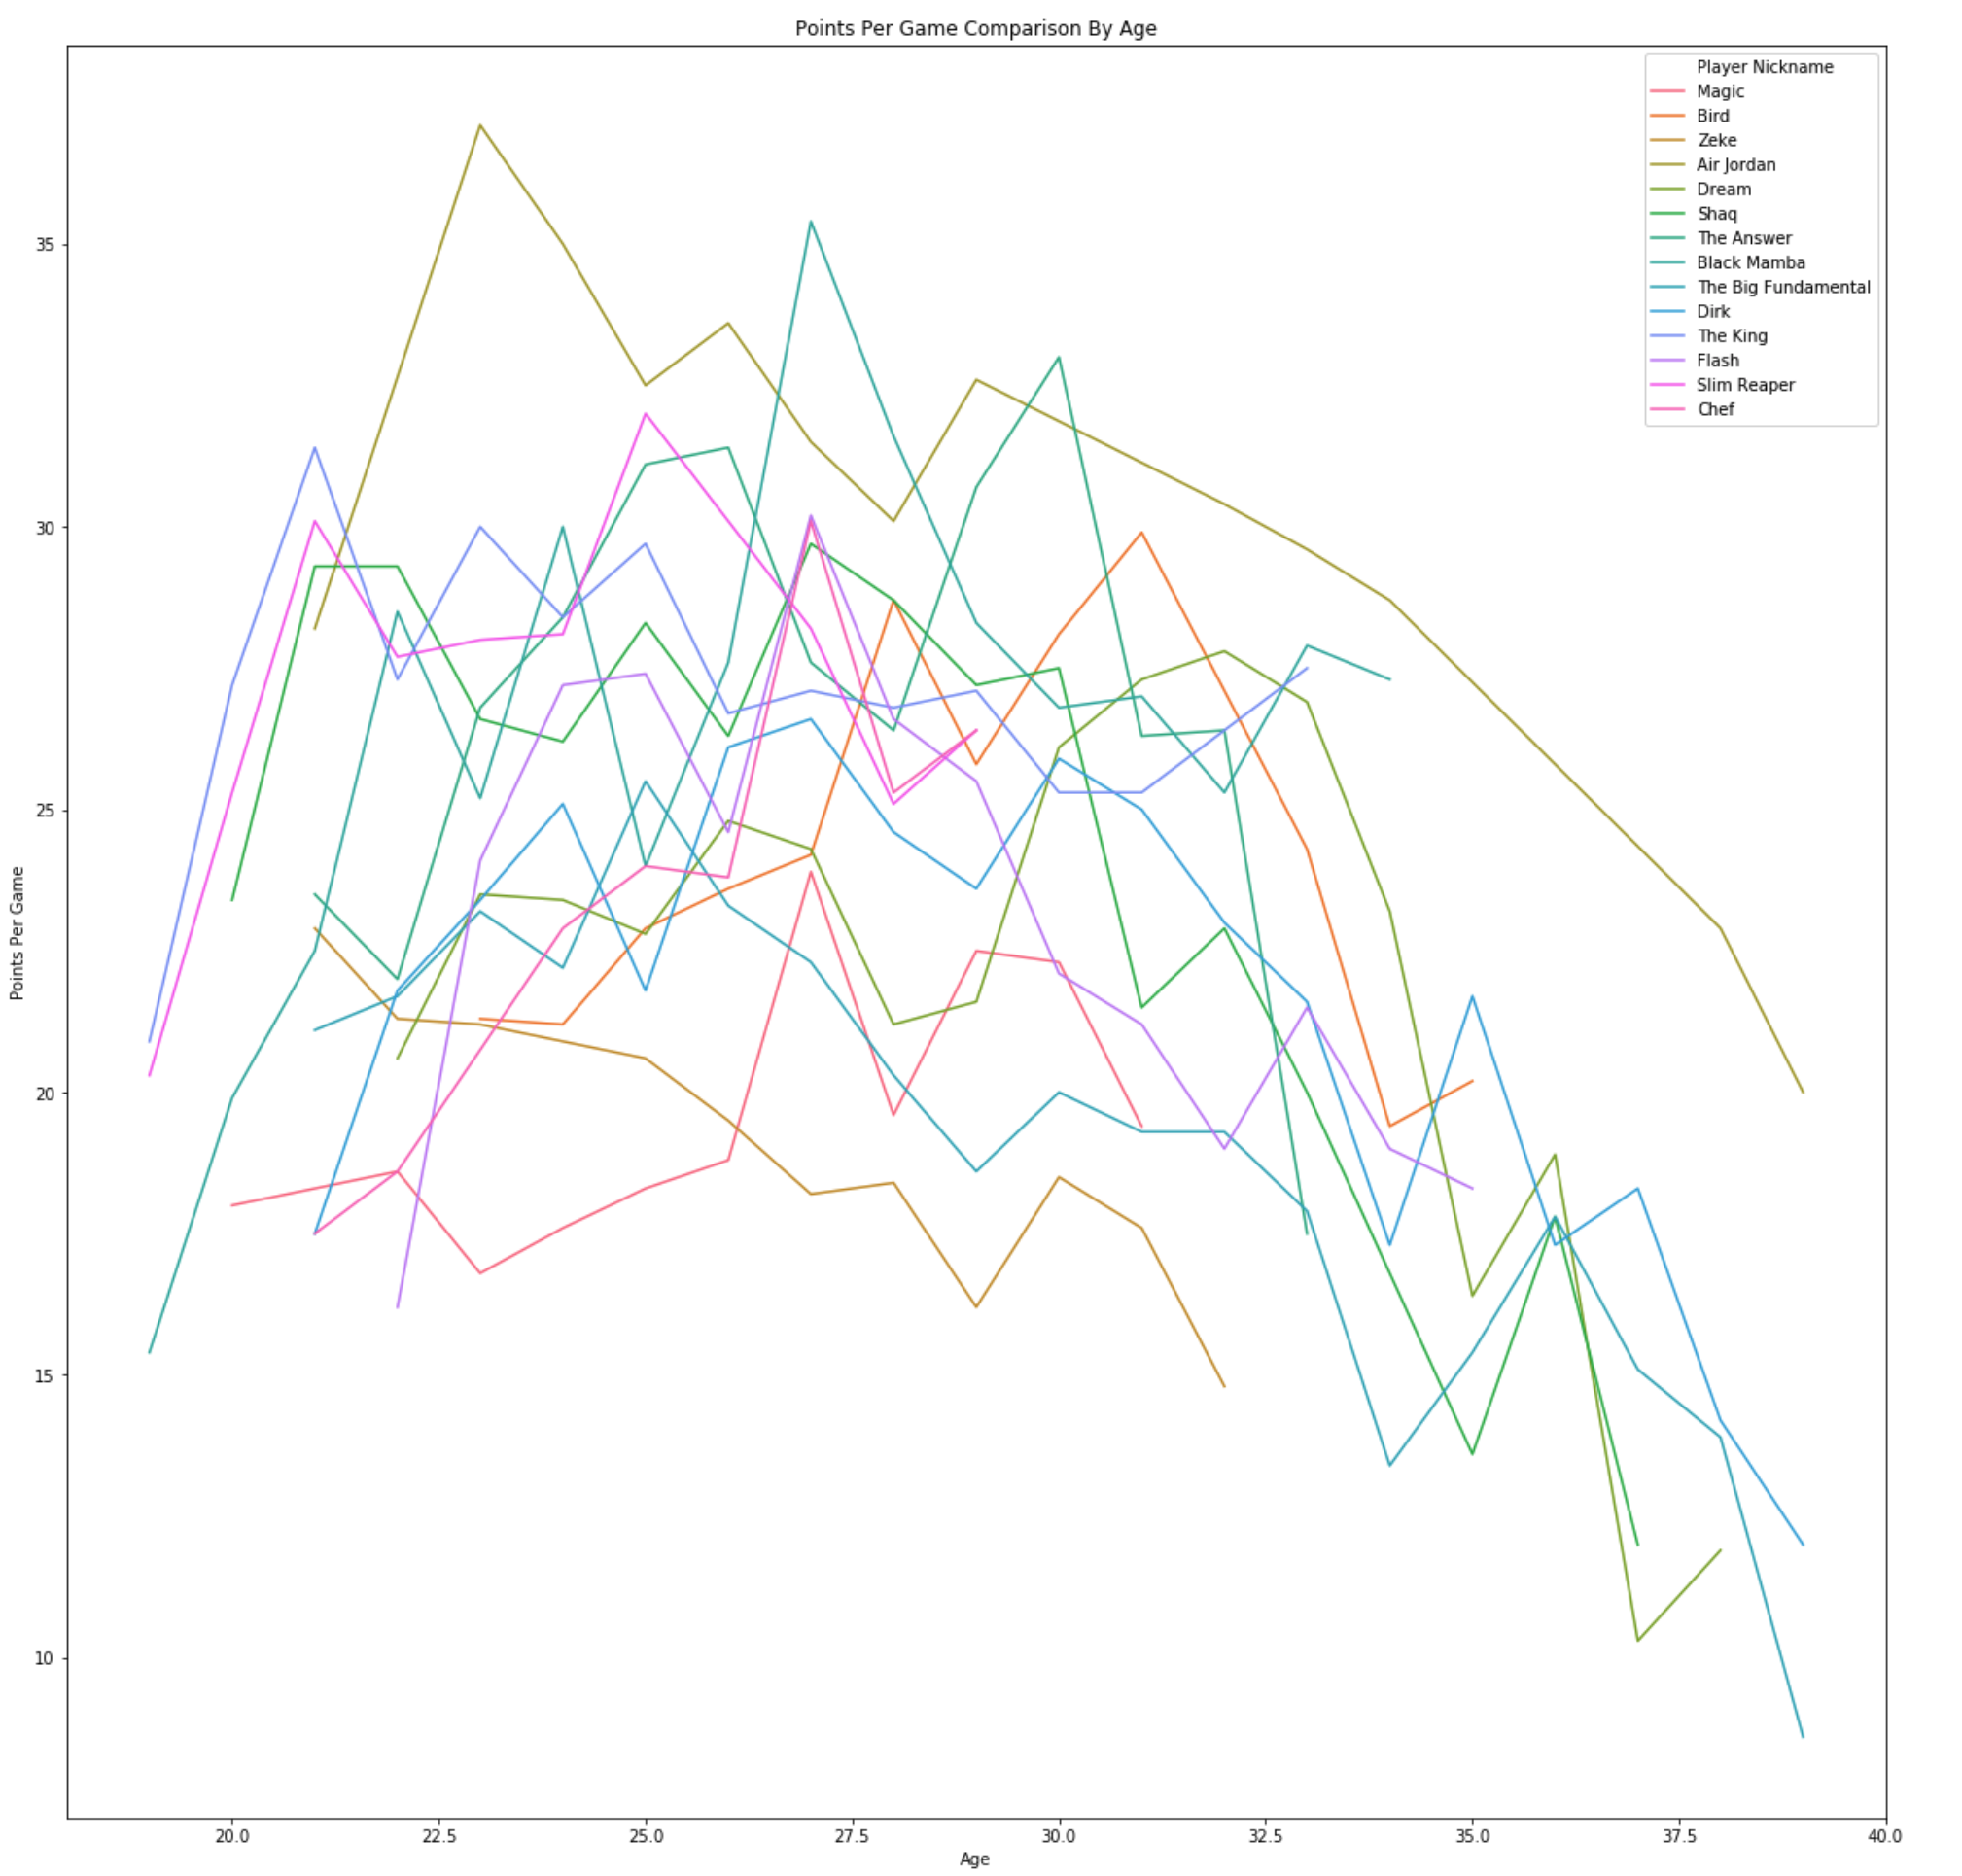 Points Per Game Comparison By Age
Player Nickname
Magic
Bird
Zeke
Air Jordan
Dream
Shaq
The Answer
Black Mamba
The Big Fundamental
Dirk
The King
Flash
Slim Reaper
Chef
35
30
25
20
15
10
Points Per Game
20.0 22.5 25.0 27.5 30.0 32.5 35.0 37.5 40.0
Age